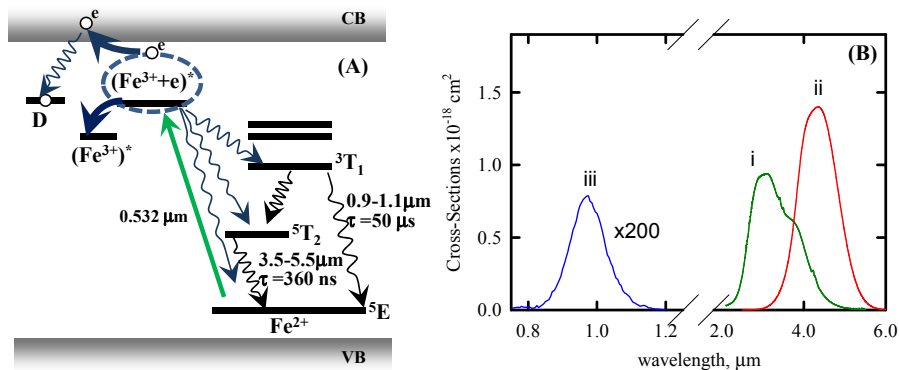 CB
e
e
(A)
(Fe³⁺+e)*
D
(Fe³⁺)*
³T₁
0.9-1.1μm
τ =50 μs
0.532 μm
⁵T₂
3.5-5.5μm
τ =360 ns
⁵E
Fe²⁺
VB
(B)
Cross-Sections x10⁻¹⁸ cm²
1.5
1.0
0.5
0.0
i
ii
iii
x200
0.8 1.0 1.2 2.0 4.0 6.0
wavelength, μm